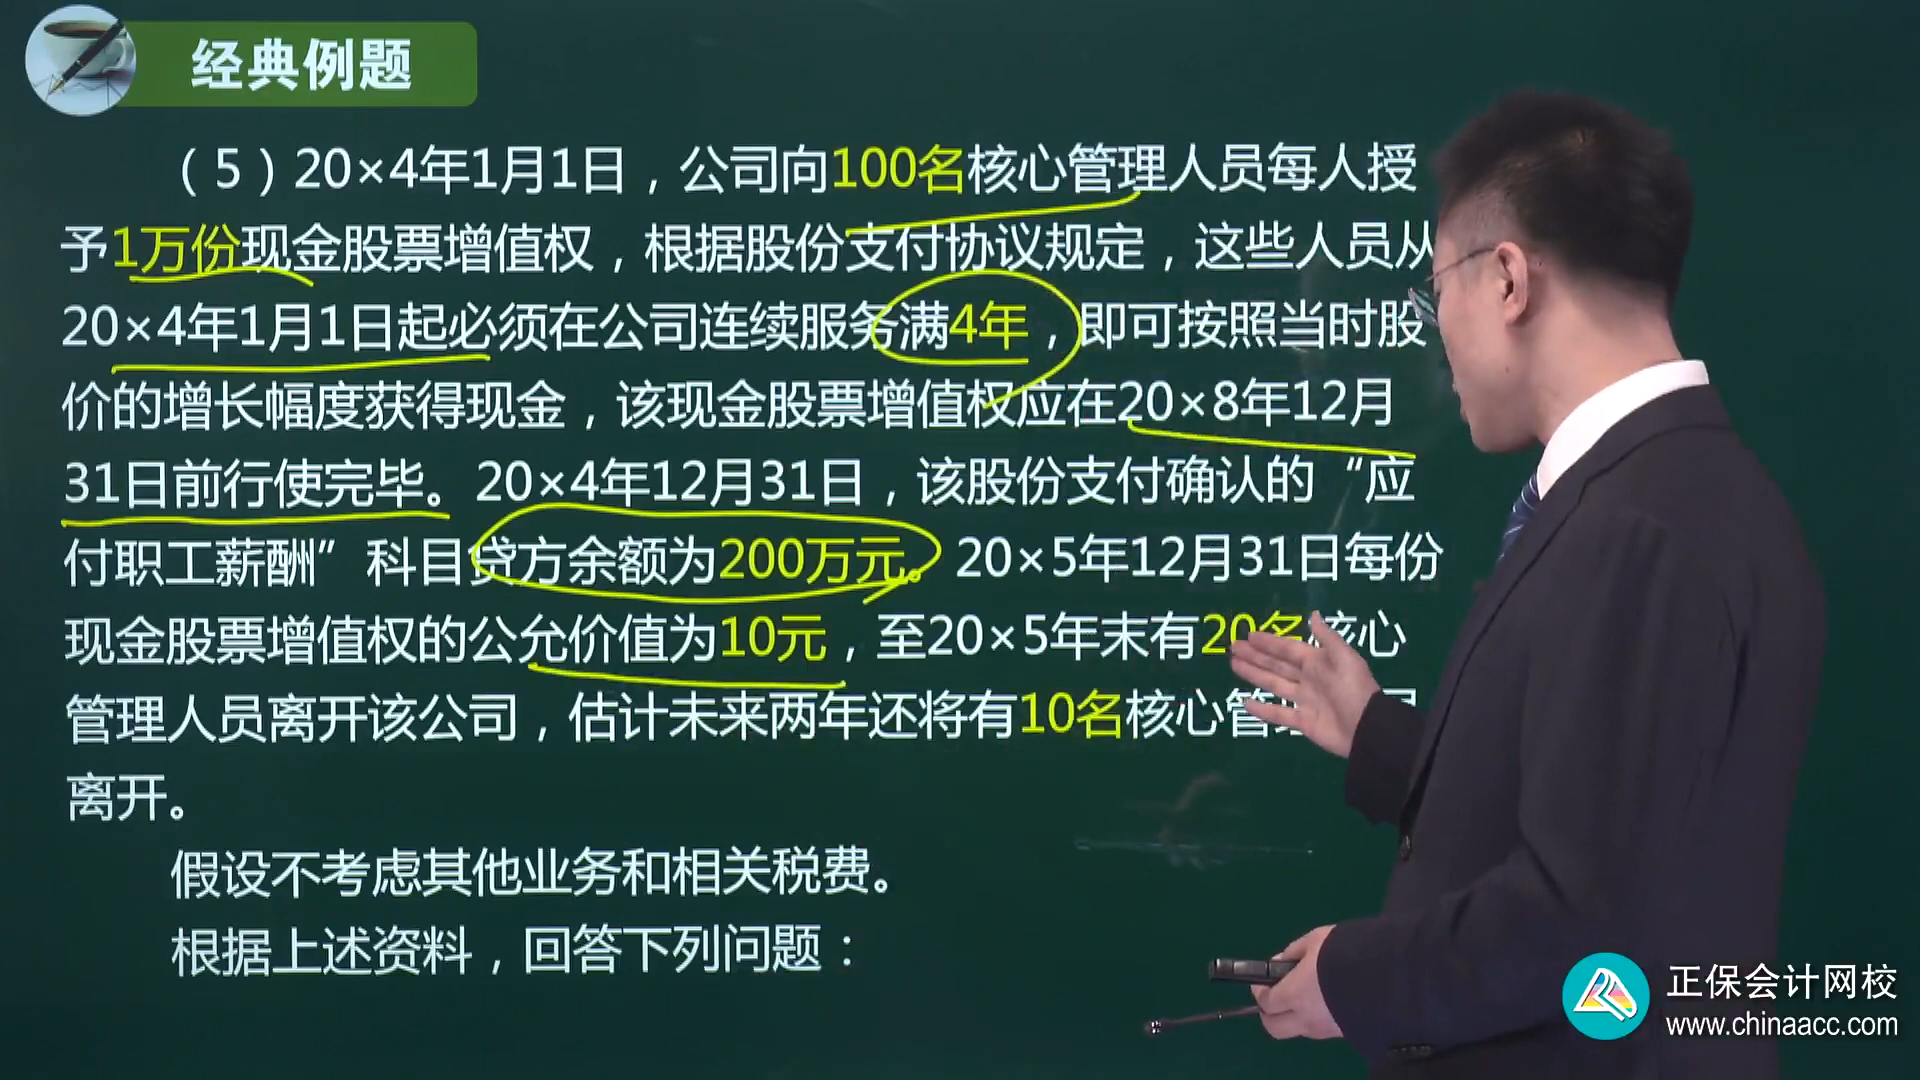 经典例题
（5）20×4年1月1日，公司向100名核心管理人员每人授
予1万份现金股票增值权，根据股份支付协议规定，这些人员从
20×4年1月1日起必须在公司连续服务满4年，即可按照当时股
价的增长幅度获得现金，该现金股票增值权应在20×8年12月
31日前行使完毕。20×4年12月31日，该股份支付确认的“应
付职工薪酬”科目贷方余额为200万元。20×5年12月31日每份
现金股票增值权的公允价值为10元，至20×5年末有20名核心
管理人员离开该公司，估计未来两年还将有10名核心管理
离开。
假设不考虑其他业务和相关税费。
根据上述资料，回答下列问题：
正保会计网校
www.chinaacc.com